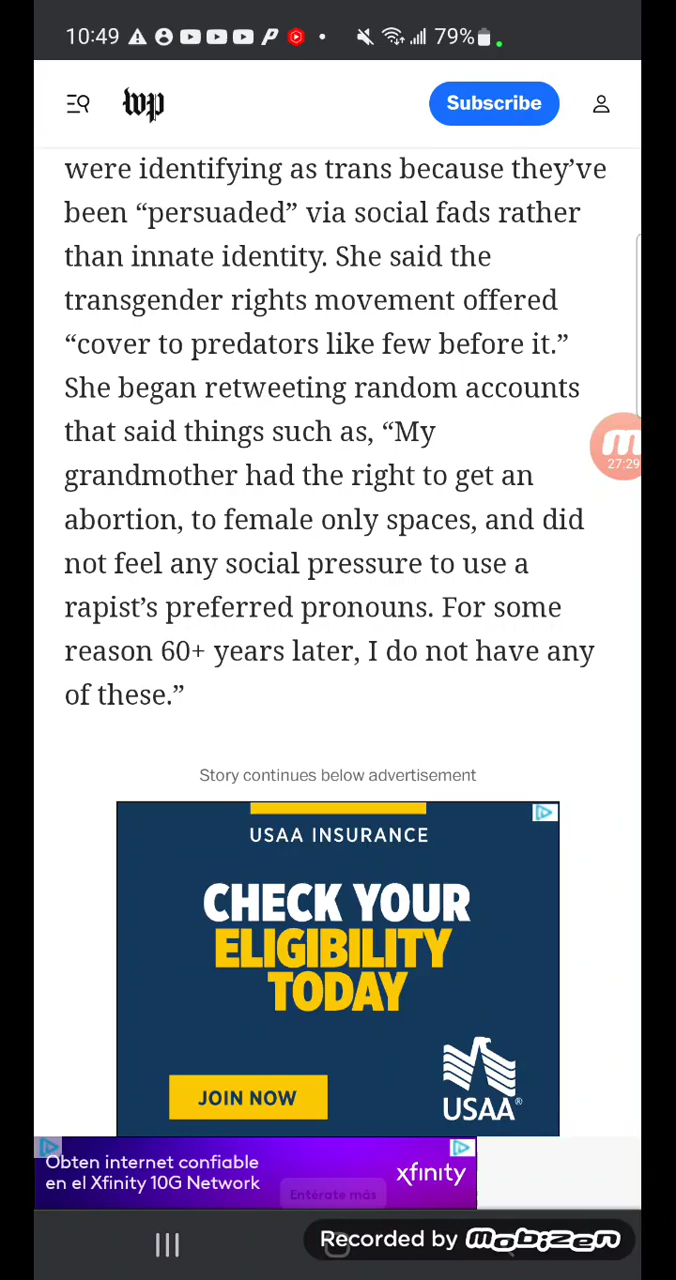 10:49
79%
wp
Subscribe
were identifying as trans because they’ve
been “persuaded” via social fads rather
than innate identity. She said the
transgender rights movement offered
“cover to predators like few before it.”
She began retweeting random accounts
that said things such as, “My
grandmother had the right to get an
abortion, to female only spaces, and did
not feel any social pressure to use a
rapist’s preferred pronouns. For some
reason 60+ years later, I do not have any
of these.”
27:29
Story continues below advertisement
USAA INSURANCE
CHECK YOUR
ELIGIBILITY
TODAY
JOIN NOW
USAA®
Obten internet confiable
en el Xfinity 10G Network
xfinity
Entérate más
Recorded by mobizen